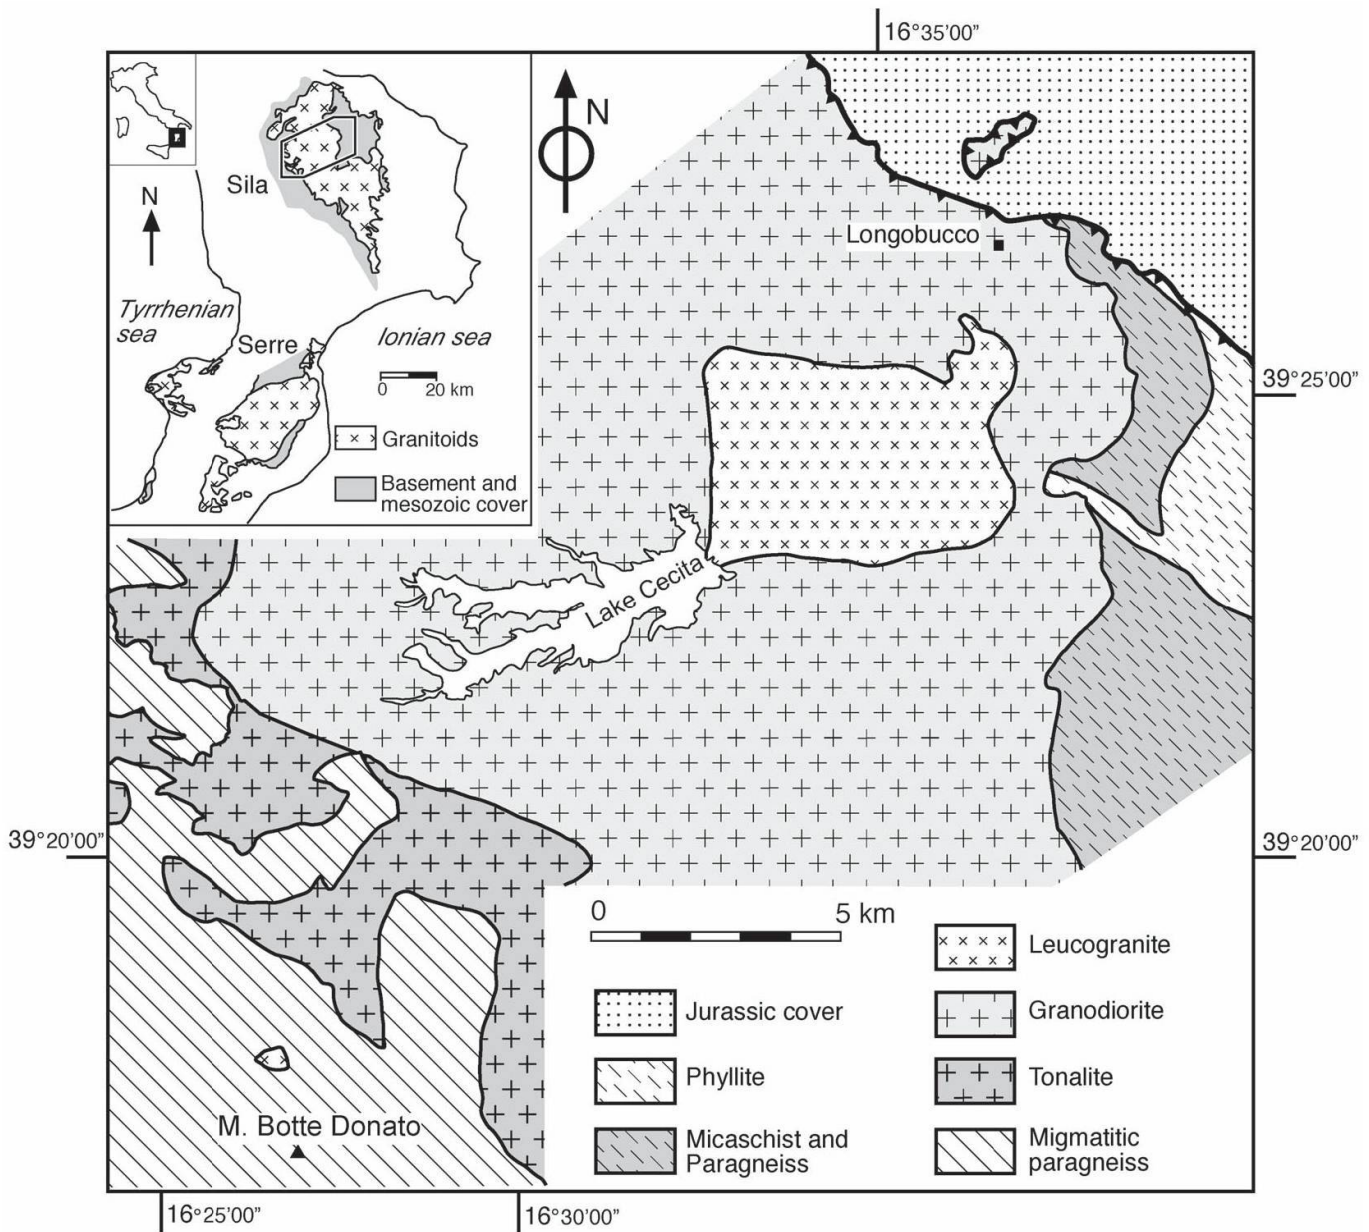 16°35'00”
N
Sila
N
Longobucco
Tyrrhenian
sea
Serre
Ionian sea
0 20 km
Granitoids
Basement and
mesozoic cover
39°25'00”
Lake Cecita
39°20'00”
39°20'00”
0 5 km
Leucogranite
Jurassic cover
Granodiorite
Phyllite
Tonalite
M. Botte Donato
Micaschist and
Paragneiss
Migmatitic
paragneiss
16°25'00”
16°30'00”